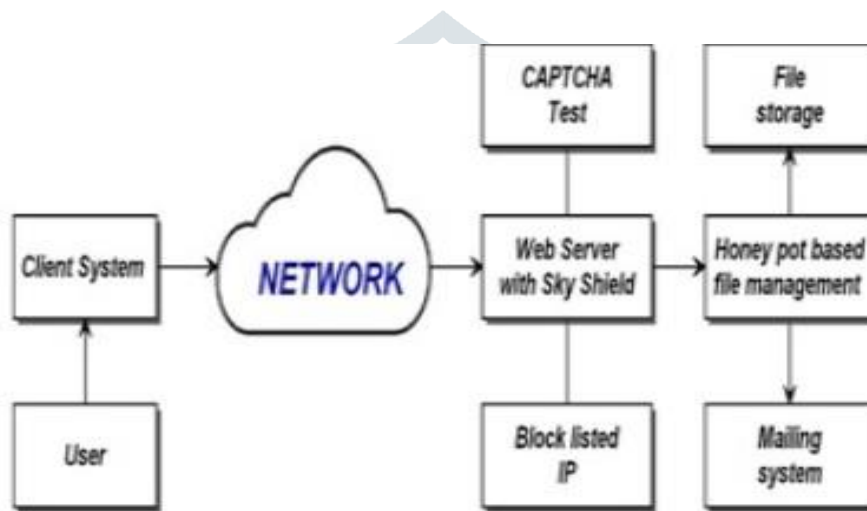 CAPTCHA
Test
File
storage
Client System
NETWORK
Web Server
with Sky Shield
Honey pot based
file management
User
Block listed
IP
Mailing
system